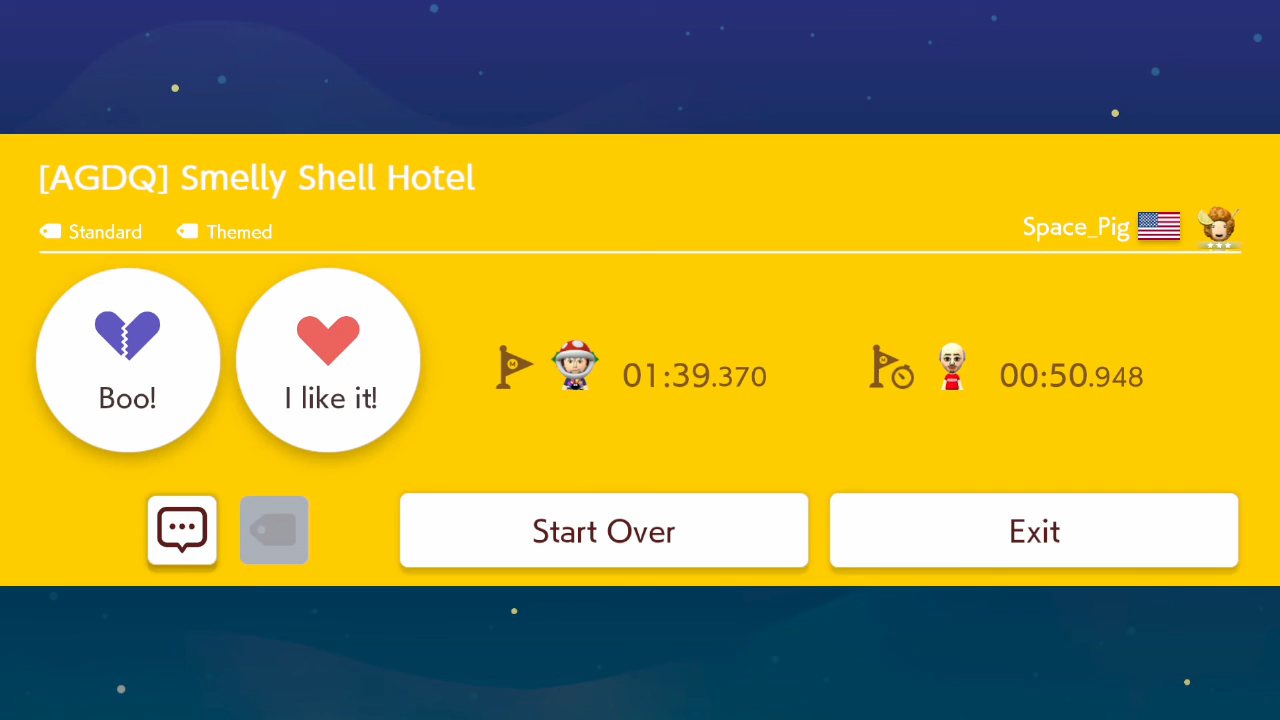 [AGDQ] Smelly Shell Hotel
Standard Themed
Space_Pig
Boo!
I like it!
M 01:39.370
M 00:50.948
Start Over
Exit